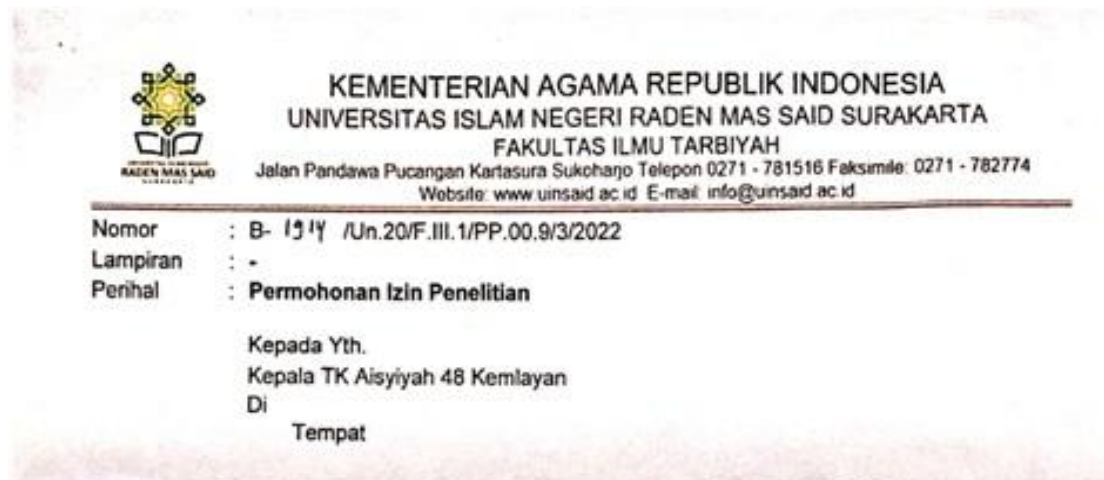 KEMENTERIAN AGAMA REPUBLIK INDONESIA
UNIVERSITAS ISLAM NEGERI RADEN MAS SAID SURAKARTA
FAKULTAS ILMU TARBIYAH
Jalan Pandawa Pucangan Kartasura Sukoharjo Telepon 0271 - 781516 Faksimile: 0271 - 782774
Website: www.uinsaid.ac.id E-mail: info@uinsaid.ac.id
RADEN MAS SAID
SURAKARTA
Nomor : B- 1914 /Un.20/F.III.1/PP.00.9/3/2022
Lampiran : -
Perihal : Permohonan Izin Penelitian
Kepada Yth.
Kepala TK Aisyiyah 48 Kemlayan
Di
Tempat